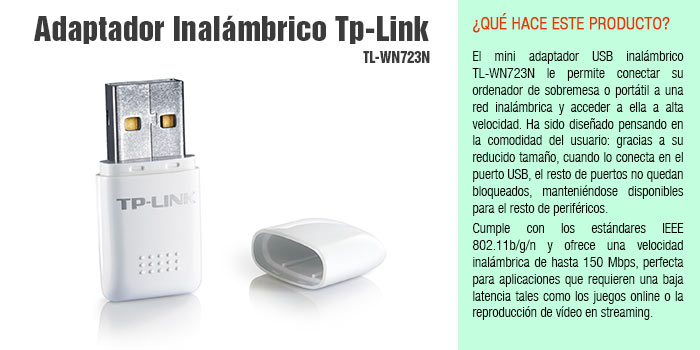 Adaptador Inalámbrico Tp-Link
TL-WN723N
TP-LINK
¿QUÉ HACE ESTE PRODUCTO?
El mini adaptador USB inalámbrico
TL-WN723N le permite conectar su
ordenador de sobremesa o portátil a una
red inalámbrica y acceder a ella a alta
velocidad. Ha sido diseñado pensando en
la comodidad del usuario: gracias a su
reducido tamaño, cuando lo conecta en el
puerto USB, el resto de puertos no quedan
bloqueados, manteniéndose disponibles
para el resto de periféricos.
Cumple con los estándares IEEE
802.11b/g/n y ofrece una velocidad
inalámbrica de hasta 150 Mbps, perfecta
para aplicaciones que requieren una baja
latencia tales como los juegos online o la
reproducción de vídeo en streaming.